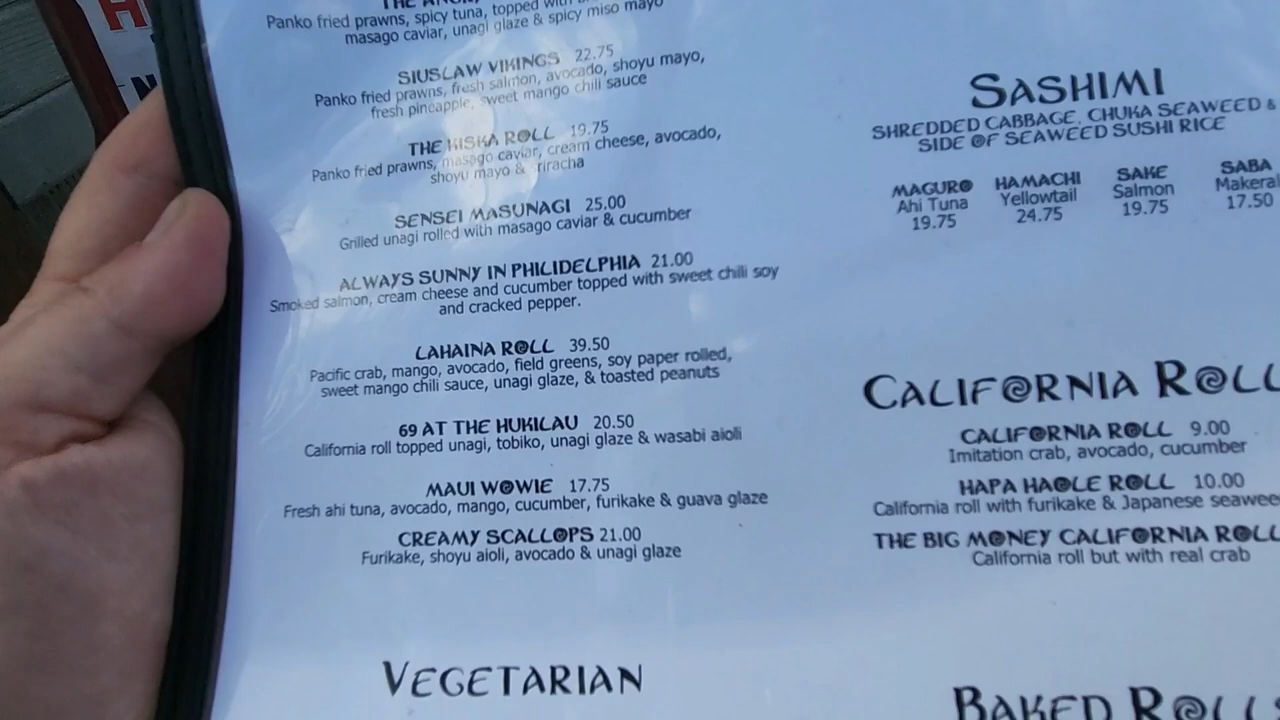 H
N
THE
Panko fried prawns, spicy tuna, topped with
masago caviar, unagi glaze & spicy miso mayo
SIUSLAW VIKINGS 22.75
Panko fried prawns, fresh salmon, avocado, shoyu mayo,
fresh pineapple, sweet mango chili sauce
THE KISKA ROLL 19.75
Panko fried prawns, masago caviar, cream cheese, avocado,
shoyu mayo & riracha
SENSEI MASUNAGI 25.00
Grilled unagi rolled with masago caviar & cucumber
ALWAYS SUNNY IN PHILIDELPHIA 21.00
Smoked salmon, cream cheese and cucumber topped with sweet chili soy
and cracked pepper.
LAHAINA ROLL 39.50
Pacific crab, mango, avocado, field greens, soy paper rolled,
sweet mango chili sauce, unagi glaze, & toasted peanuts
69 AT THE HUKILAU 20.50
California roll topped unagi, tobiko, unagi glaze & wasabi aioli
MAUI WOWIE 17.75
Fresh ahi tuna, avocado, mango, cucumber, furikake & guava glaze
CREAMY SCALLOPS 21.00
Furikake, shoyu aioli, avocado & unagi glaze
VEGETARIAN
SASHIMI
SHREDDED CABBAGE, CHUKA SEAWEED &
SIDE OF SEAWEED SUSHI RICE
MAGURO HAMACHI SAKE SABA
Ahi Tuna Yellowtail Salmon Makeral
19.75 24.75 19.75 17.50
CALIFORNIA ROLL
CALIFORNIA ROLL 9.00
Imitation crab, avocado, cucumber
HAPA HAOLE ROLL 10.00
California roll with furikake & Japanese seawee
THE BIG MONEY CALIFORNIA ROLL
California roll but with real crab
BAKED ROLLS